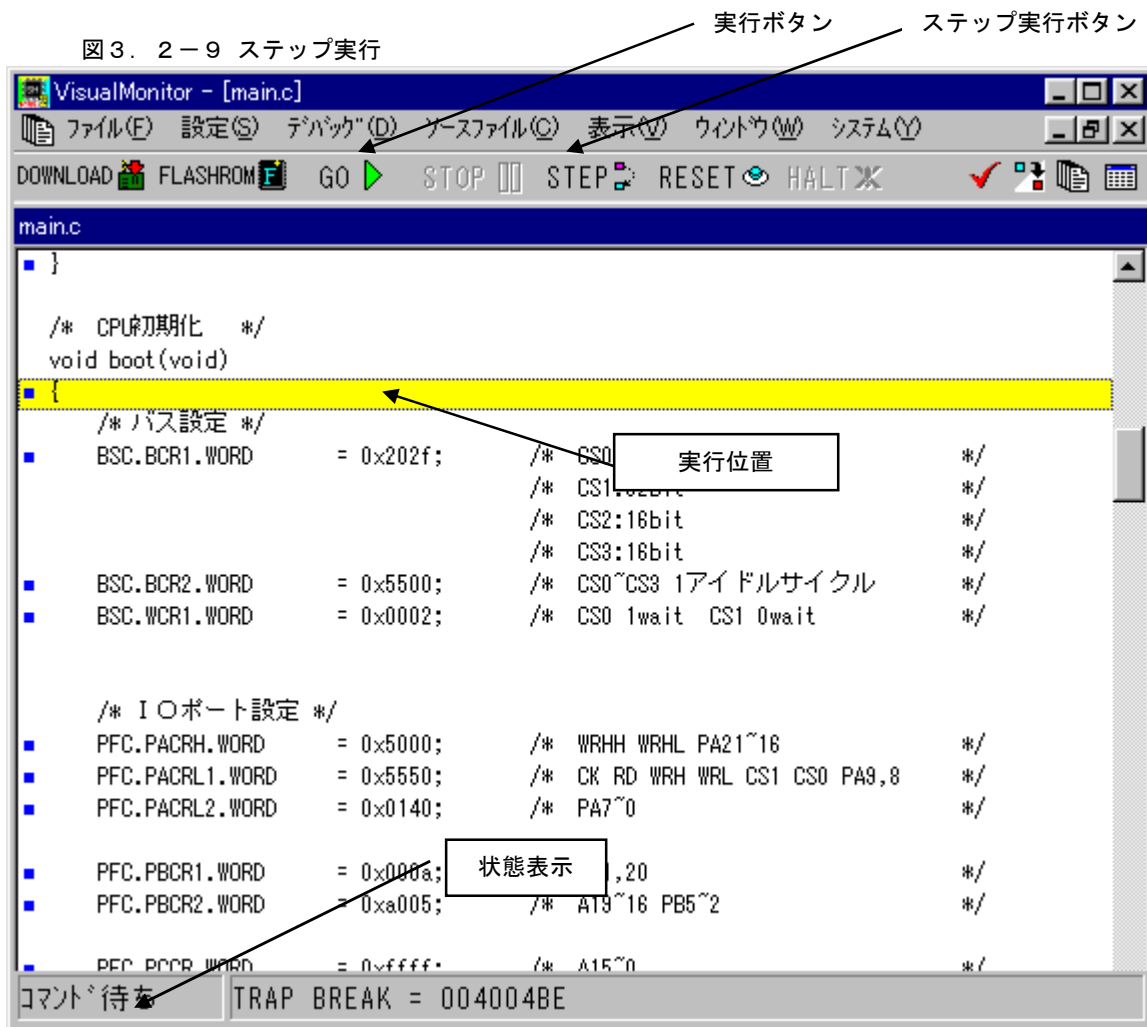 実行ボタン ステップ実行ボタン
図3.2-9 ステップ実行
VisualMonitor - [main.c]
ファイル(F) 設定(S) デバッグ(D) ソースファイル(C) 表示(V) ウィンドウ(W) システム(Y)
DOWNLOAD FLASHROM GO STOP STEP RESET HALT
main.c
}
/* CPU初期化 */
void boot(void)
{
/* バス設定 */
BSC.BCR1.WORD = 0x202f; /* CS0 */
実行位置
/* CS1:32bit */
/* CS2:16bit */
/* CS3:16bit */
BSC.BCR2.WORD = 0x5500; /* CS0~CS3 1アイドルサイクル */
BSC.WCR1.WORD = 0x0002; /* CS0 1wait CS1 0wait */
/* IOポート設定 */
PFC.PACRH.WORD = 0x5000; /* WRHH WRHL PA21~16 */
PFC.PACRL1.WORD = 0x5550; /* CK RD WRH WRL CS1 CS0 PA9,8 */
PFC.PACRL2.WORD = 0x0140; /* PA7~0 */
PFC.PBCR1.WORD = 0x000a; ,20 */
状態表示
PFC.PBCR2.WORD = 0xa005; /* A19~16 PB5~2 */
PFC.PCCR.WORD = 0xffff; /* A15~0 */
コマンド待ち TRAP BREAK = 004004BE